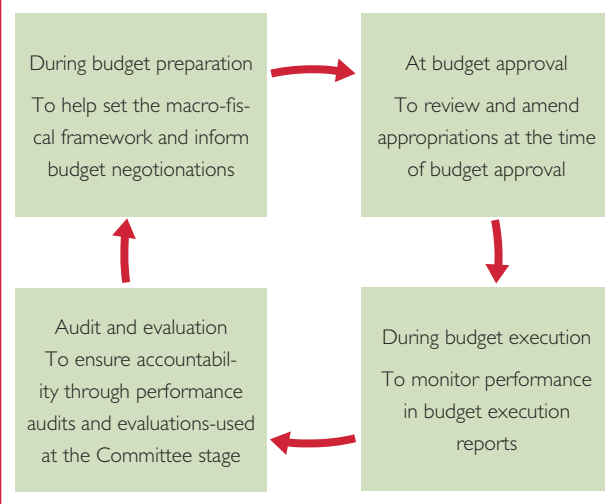 During budget preparation
To help set the macro-fis-
cal framework and inform
budget negotionations
At budget approval
To review and amend
appropriations at the time
of budget approval
During budget execution
To monitor performance
in budget execution
reports
Audit and evaluation
To ensure accountabil-
ity through performance
audits and evaluations-used
at the Committee stage